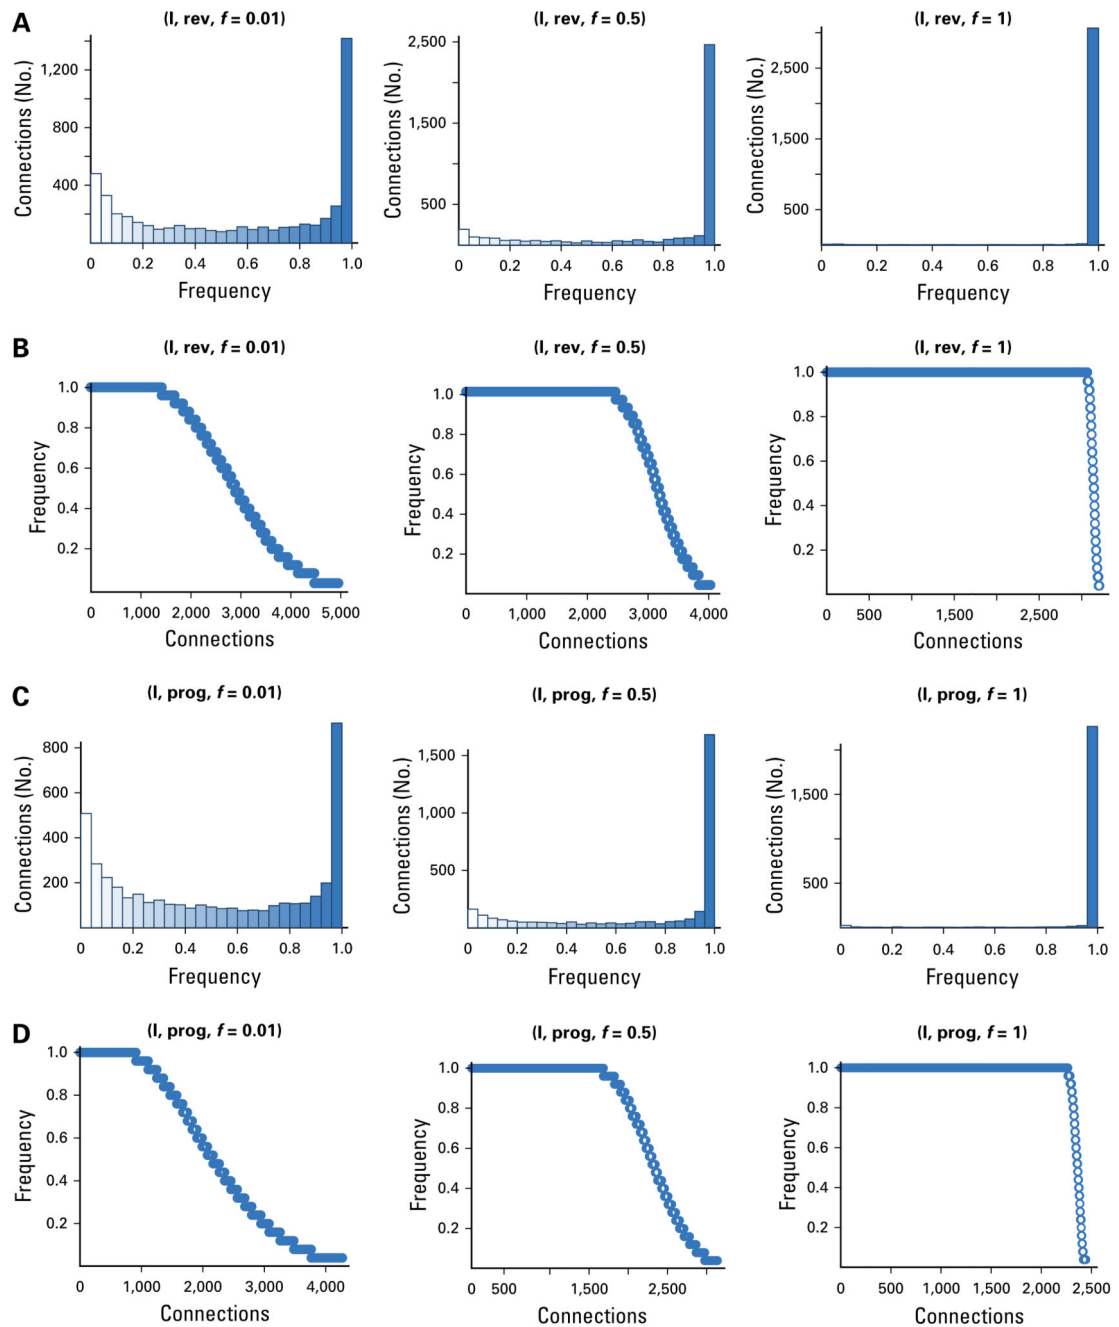 A
(I, rev, f = 0.01)
(I, rev, f = 0.5)
(I, rev, f = 1)
Connections (No.)
1,200
800
400
0
0.2
0.4
0.6
0.8
1.0
Frequency
Connections (No.)
2,500
1,500
500
0
0.2
0.4
0.6
0.8
1.0
Frequency
Connections (No.)
2,500
1,500
500
0
0.2
0.4
0.6
0.8
1.0
Frequency
B
(I, rev, f = 0.01)
(I, rev, f = 0.5)
(I, rev, f = 1)
Frequency
1.0
0.8
0.6
0.4
0.2
0
1,000
2,000
3,000
4,000
5,000
Connections
Frequency
1.0
0.8
0.6
0.4
0.2
0
1,000
2,000
3,000
4,000
Connections
Frequency
1.0
0.8
0.6
0.4
0.2
0
500
1,500
2,500
Connections
C
(I, prog, f = 0.01)
(I, prog, f = 0.5)
(I, prog, f = 1)
Connections (No.)
800
600
400
200
0
0.2
0.4
0.6
0.8
1.0
Frequency
Connections (No.)
1,500
1,000
500
0
0.2
0.4
0.6
0.8
1.0
Frequency
Connections (No.)
1,500
500
0
0.2
0.4
0.6
0.8
1.0
Frequency
D
(I, prog, f = 0.01)
(I, prog, f = 0.5)
(I, prog, f = 1)
Frequency
1.0
0.8
0.6
0.4
0.2
0
1,000
2,000
3,000
4,000
Connections
Frequency
1.0
0.8
0.6
0.4
0.2
0
500
1,500
2,500
Connections
Frequency
1.0
0.8
0.6
0.4
0.2
0
500
1,000
1,500
2,000
2,500
Connections